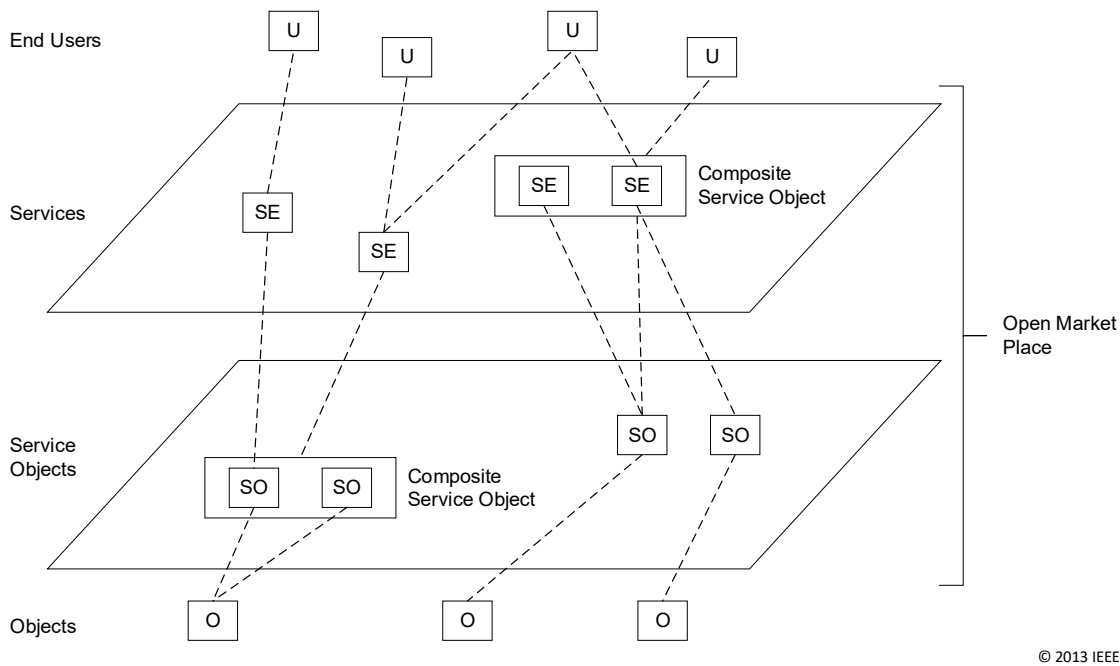 End Users
U
U
U
U
Services
SE
SE
SE
SE
Composite
Service Object
Open Market
Place
Service
Objects
SO
SO
SO
SO
Composite
Service Object
Objects
O
O
O
© 2013 IEEE